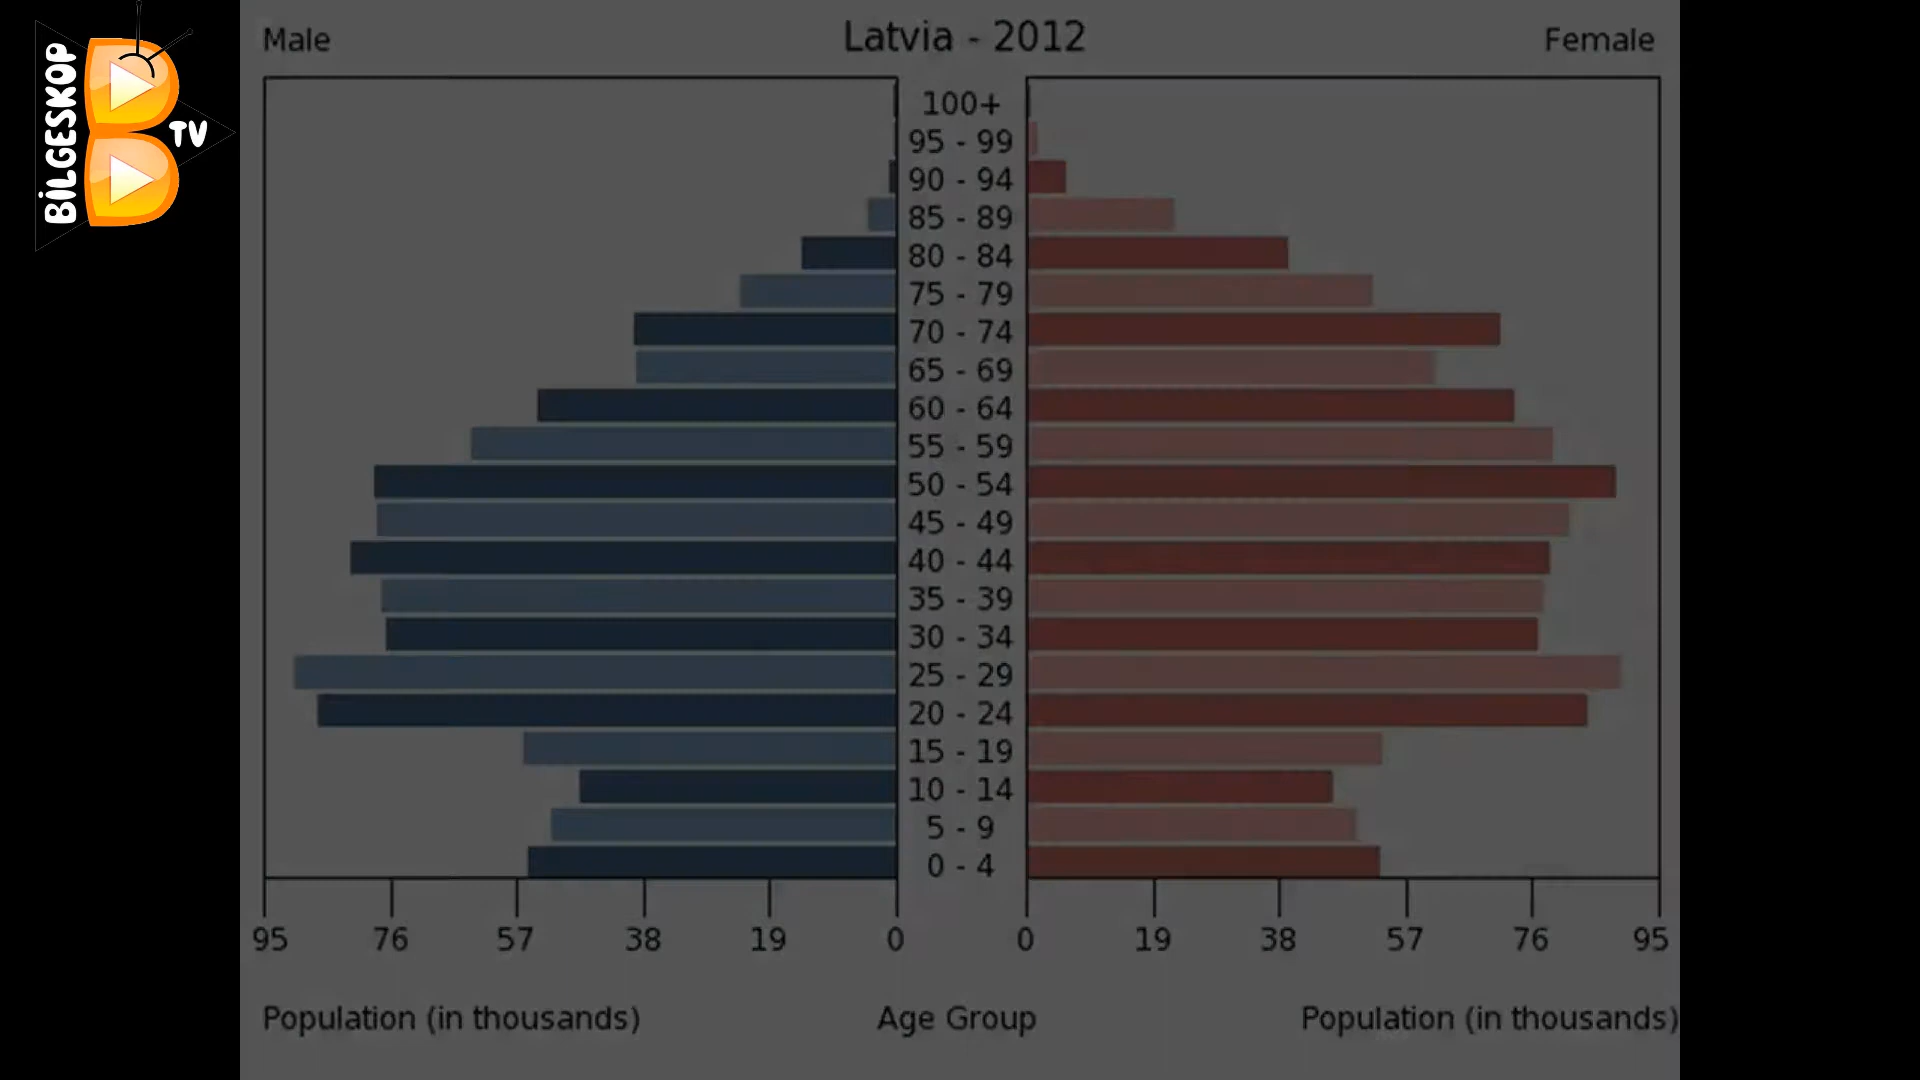 BİLGESKOP
TV
Male
Latvia - 2012
Female
100+
95 - 99
90 - 94
85 - 89
80 - 84
75 - 79
70 - 74
65 - 69
60 - 64
55 - 59
50 - 54
45 - 49
40 - 44
35 - 39
30 - 34
25 - 29
20 - 24
15 - 19
10 - 14
5 - 9
0 - 4
95 76 57 38 19 0 0 19 38 57 76 95
Population (in thousands)
Age Group
Population (in thousands)